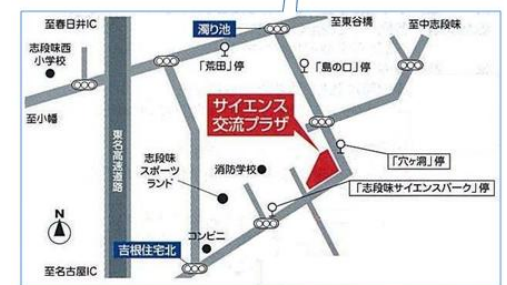 至春日井IC
濁り池
至東谷橋
至中志段味
志段味西
小学校
「荒田」停
「島の口」停
至小幡
サイエンス
交流プラザ
東名高速道路
志段味
スポーツ
ランド
消防学校
「穴ヶ洞」停
「志段味サイエンスパーク」停
N
コンビニ
吉根住宅北
至名古屋IC